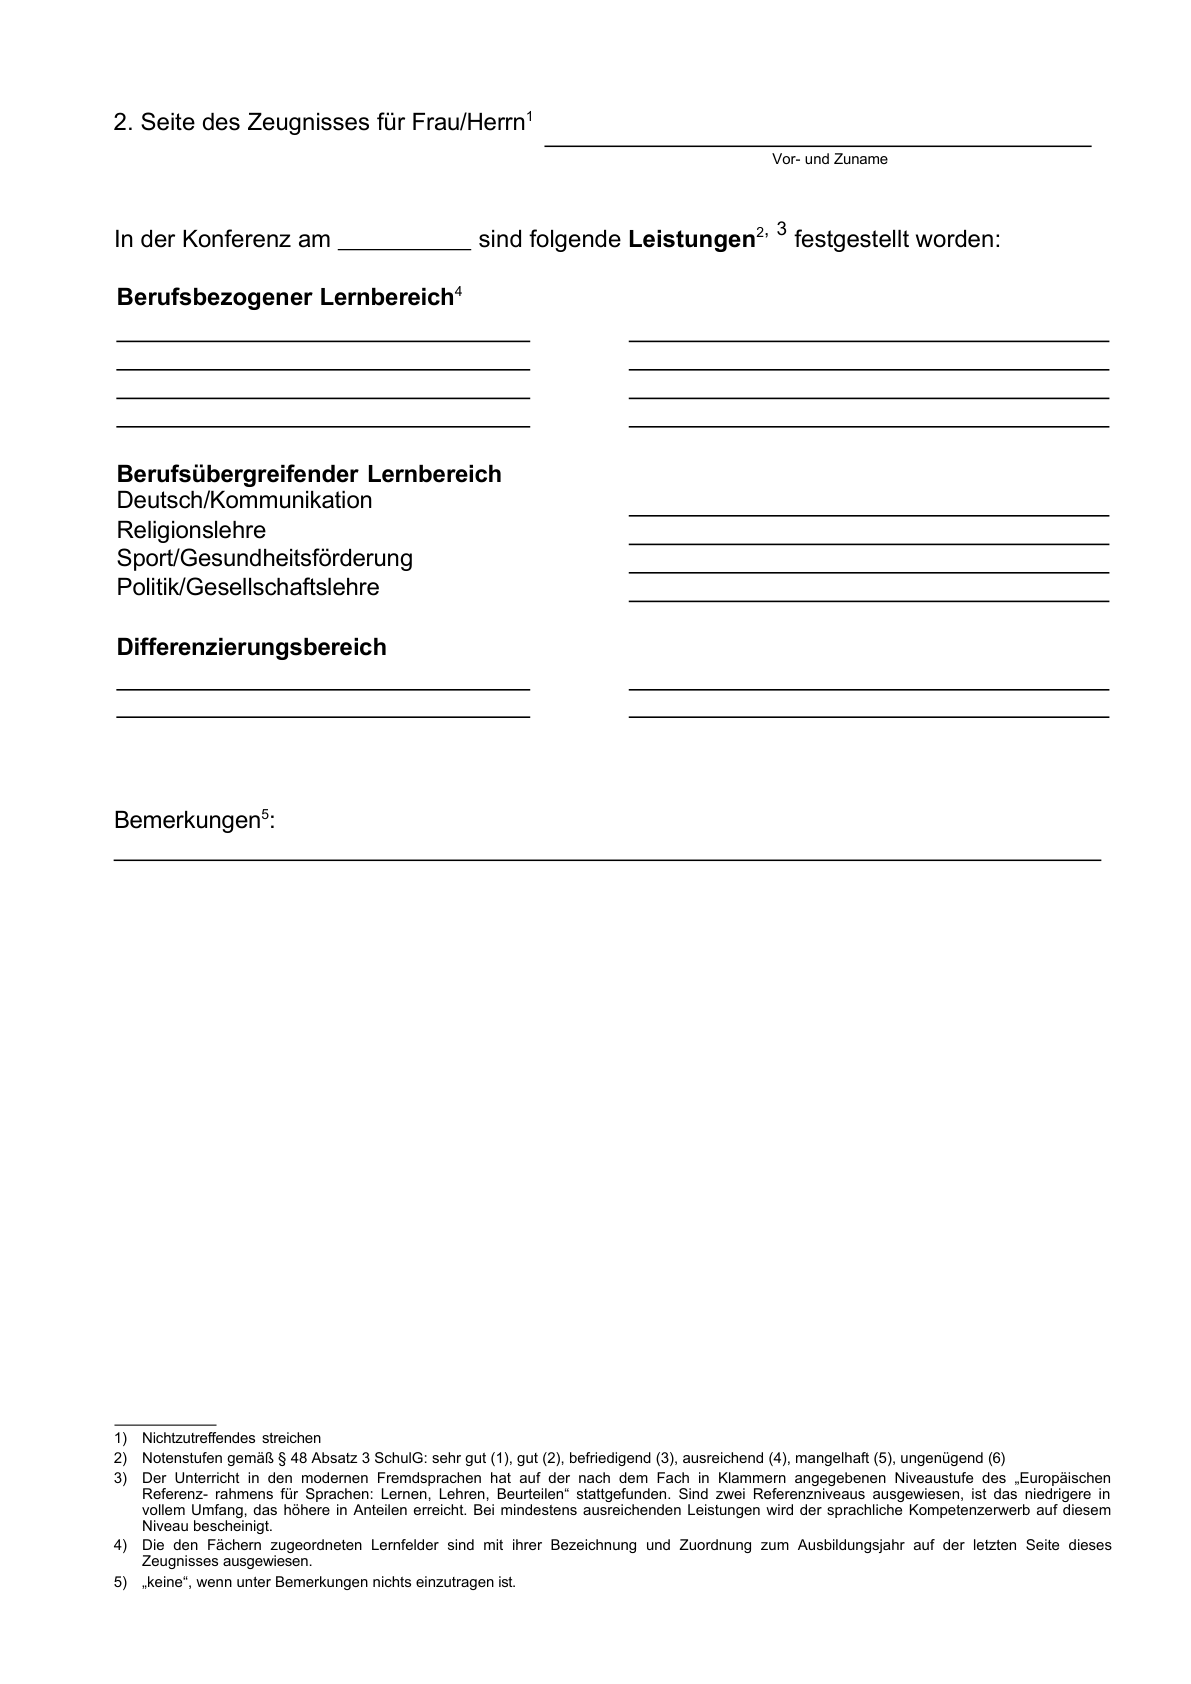 2. Seite des Zeugnisses für Frau/Herrn1
Vor- und Zuname
In der Konferenz am __________ sind folgende Leistungen2, 3 festgestellt worden:
Berufsbezogener Lernbereich4
Berufsübergreifender Lernbereich
Deutsch/Kommunikation
Religionslehre
Sport/Gesundheitsförderung
Politik/Gesellschaftslehre
Differenzierungsbereich
Bemerkungen5:
1) Nichtzutreffendes streichen
2) Notenstufen gemäß § 48 Absatz 3 SchulG: sehr gut (1), gut (2), befriedigend (3), ausreichend (4), mangelhaft (5), ungenügend (6)
3) Der Unterricht in den modernen Fremdsprachen hat auf der nach dem Fach in Klammern angegebenen Niveaustufe des „Europäischen
Referenz- rahmens für Sprachen: Lernen, Lehren, Beurteilen“ stattgefunden. Sind zwei Referenzniveaus ausgewiesen, ist das niedrigere in
vollem Umfang, das höhere in Anteilen erreicht. Bei mindestens ausreichenden Leistungen wird der sprachliche Kompetenzerwerb auf diesem
Niveau bescheinigt.
4) Die den Fächern zugeordneten Lernfelder sind mit ihrer Bezeichnung und Zuordnung zum Ausbildungsjahr auf der letzten Seite dieses
Zeugnisses ausgewiesen.
5) „keine“, wenn unter Bemerkungen nichts einzutragen ist.